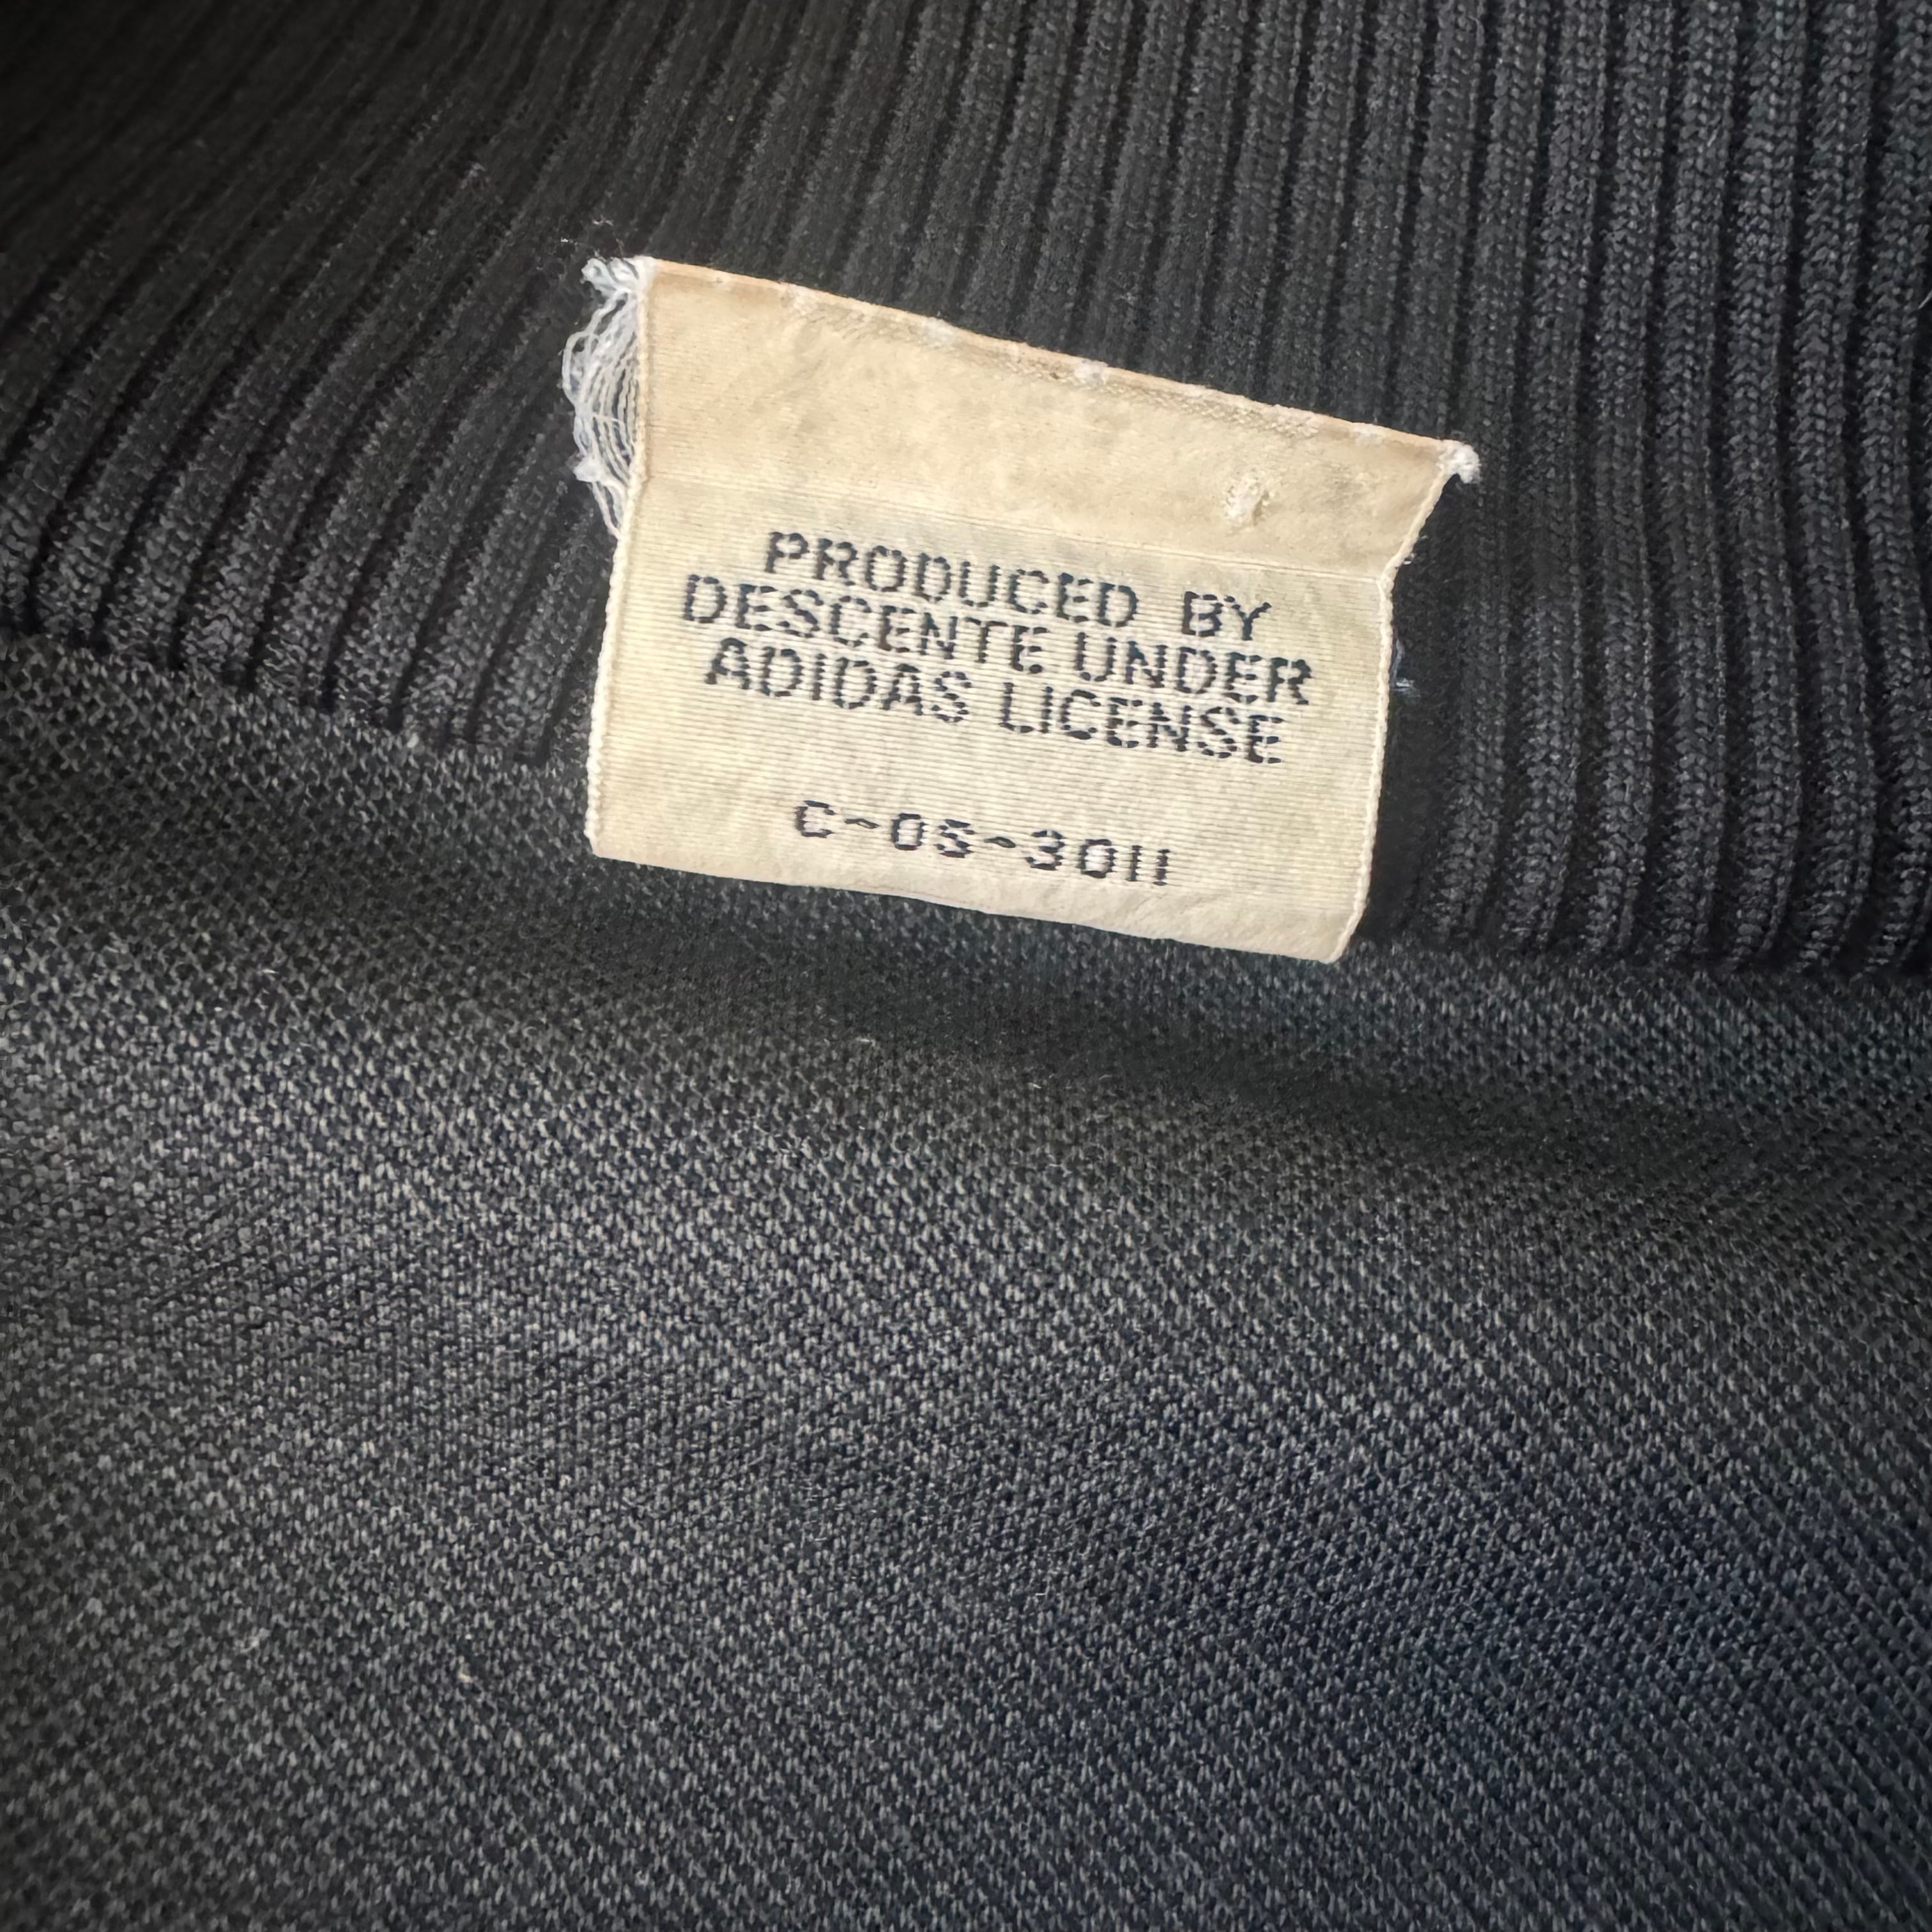 PRODUCED BY
DESCENTE UNDER
ADIDAS LICENSE
C-05-3011